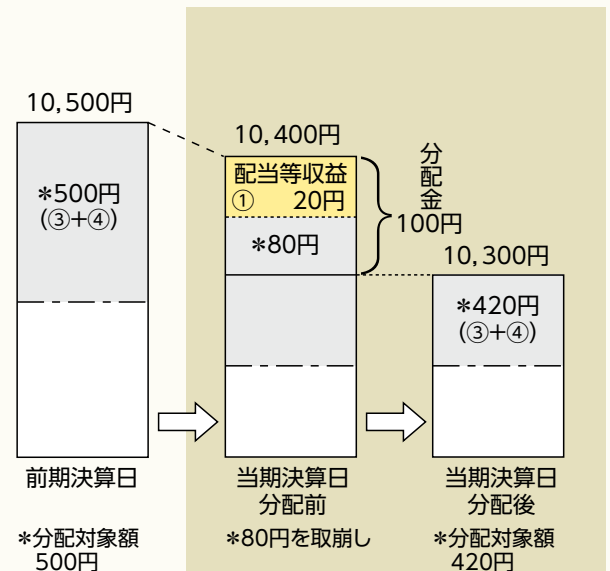 10,500円
*500円
(③+④)
前期決算日
*分配対象額
500円
10,400円
配当等収益
① 20円
*80円
分配金
100円
当期決算日
分配前
*80円を取崩し
10,300円
*420円
(③+④)
当期決算日
分配後
*分配対象額
420円